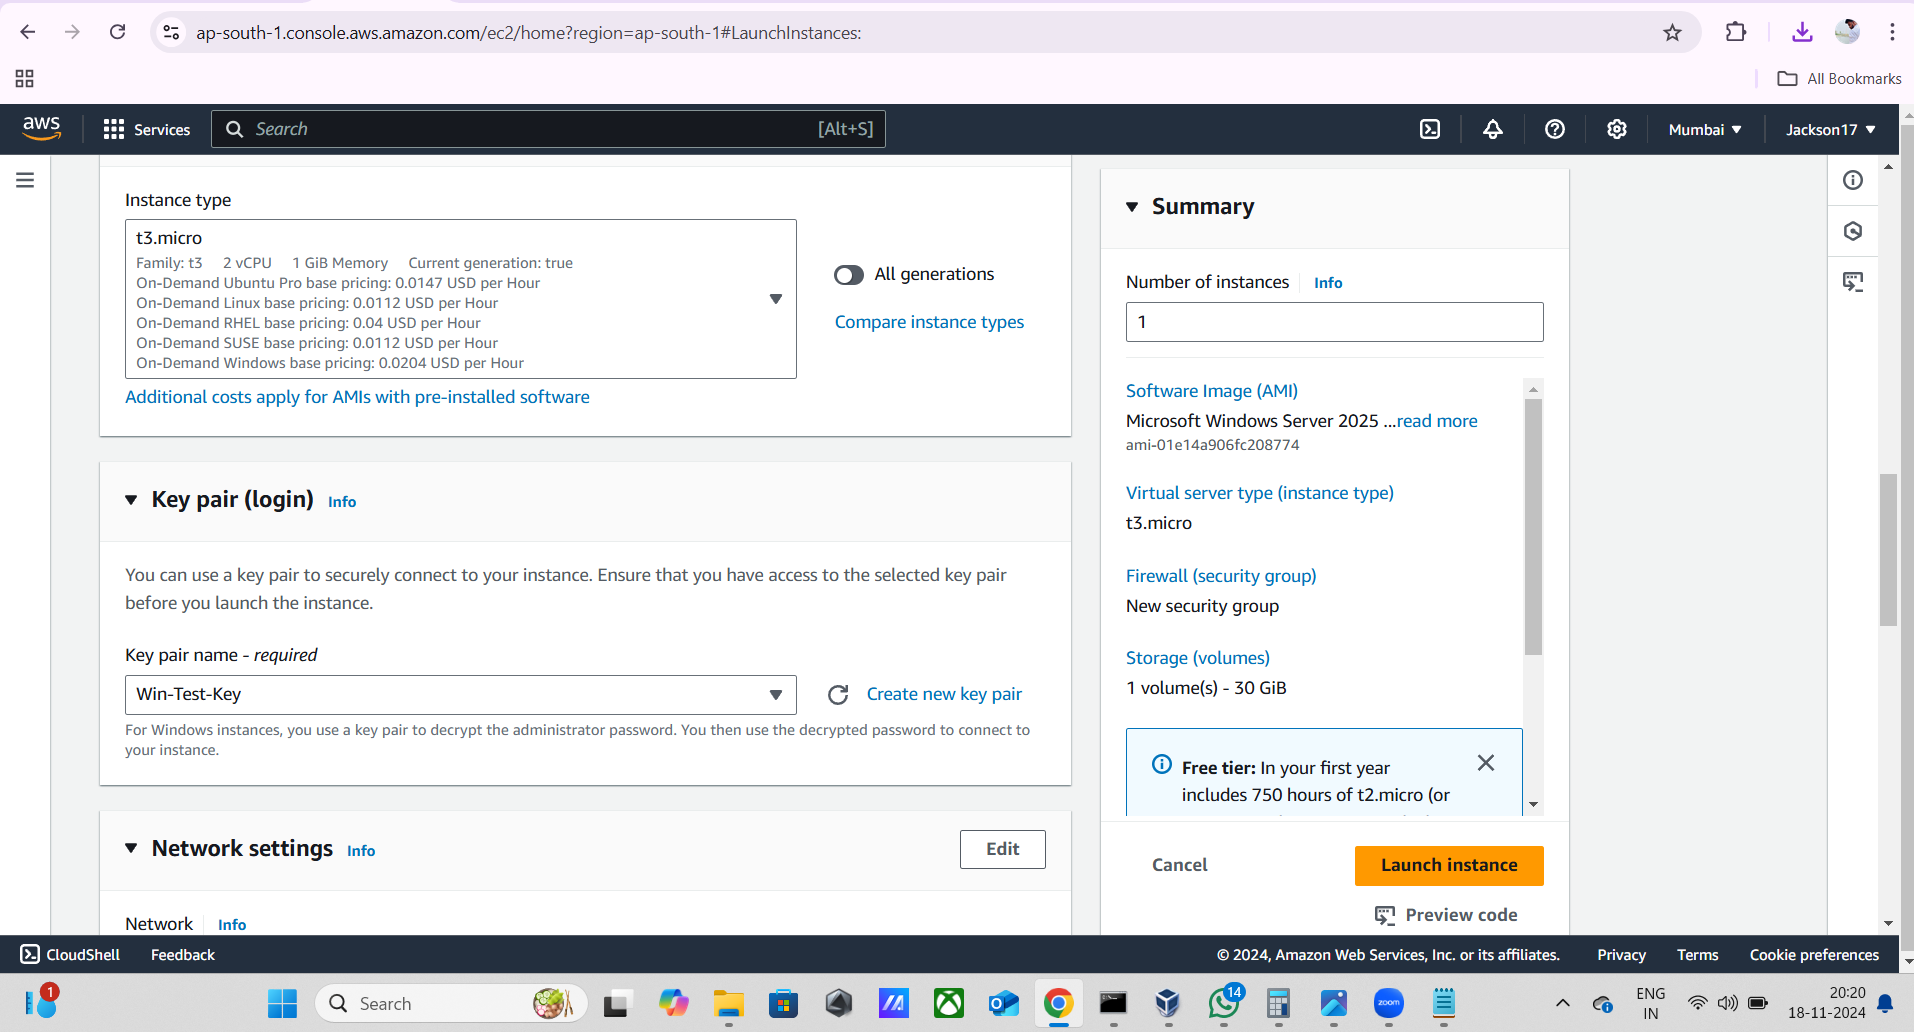 ap-south-1.console.aws.amazon.com/ec2/home?region=ap-south-1#LaunchInstances:
All Bookmarks
aws
Services
Search
[Alt+S]
Mumbai
Jackson17
Instance type
t3.micro
Family: t3 2 vCPU 1 GiB Memory Current generation: true
On-Demand Ubuntu Pro base pricing: 0.0147 USD per Hour
On-Demand Linux base pricing: 0.0112 USD per Hour
On-Demand RHEL base pricing: 0.04 USD per Hour
On-Demand SUSE base pricing: 0.0112 USD per Hour
On-Demand Windows base pricing: 0.0204 USD per Hour
All generations
Compare instance types
Additional costs apply for AMIs with pre-installed software
Key pair (login) Info
You can use a key pair to securely connect to your instance. Ensure that you have access to the selected key pair
before you launch the instance.
Key pair name - required
Win-Test-Key
Create new key pair
For Windows instances, you use a key pair to decrypt the administrator password. You then use the decrypted password to connect to
your instance.
Network settings Info
Edit
Network Info
Summary
Number of instances Info
1
Software Image (AMI)
Microsoft Windows Server 2025 ...read more
ami-01e14a906fc208774
Virtual server type (instance type)
t3.micro
Firewall (security group)
New security group
Storage (volumes)
1 volume(s) - 30 GiB
Free tier: In your first year
includes 750 hours of t2.micro (or
Cancel
Launch instance
Preview code
CloudShell
Feedback
© 2024, Amazon Web Services, Inc. or its affiliates.
Privacy
Terms
Cookie preferences
1
Search
14
zoom
ENG
IN
20:20
18-11-2024